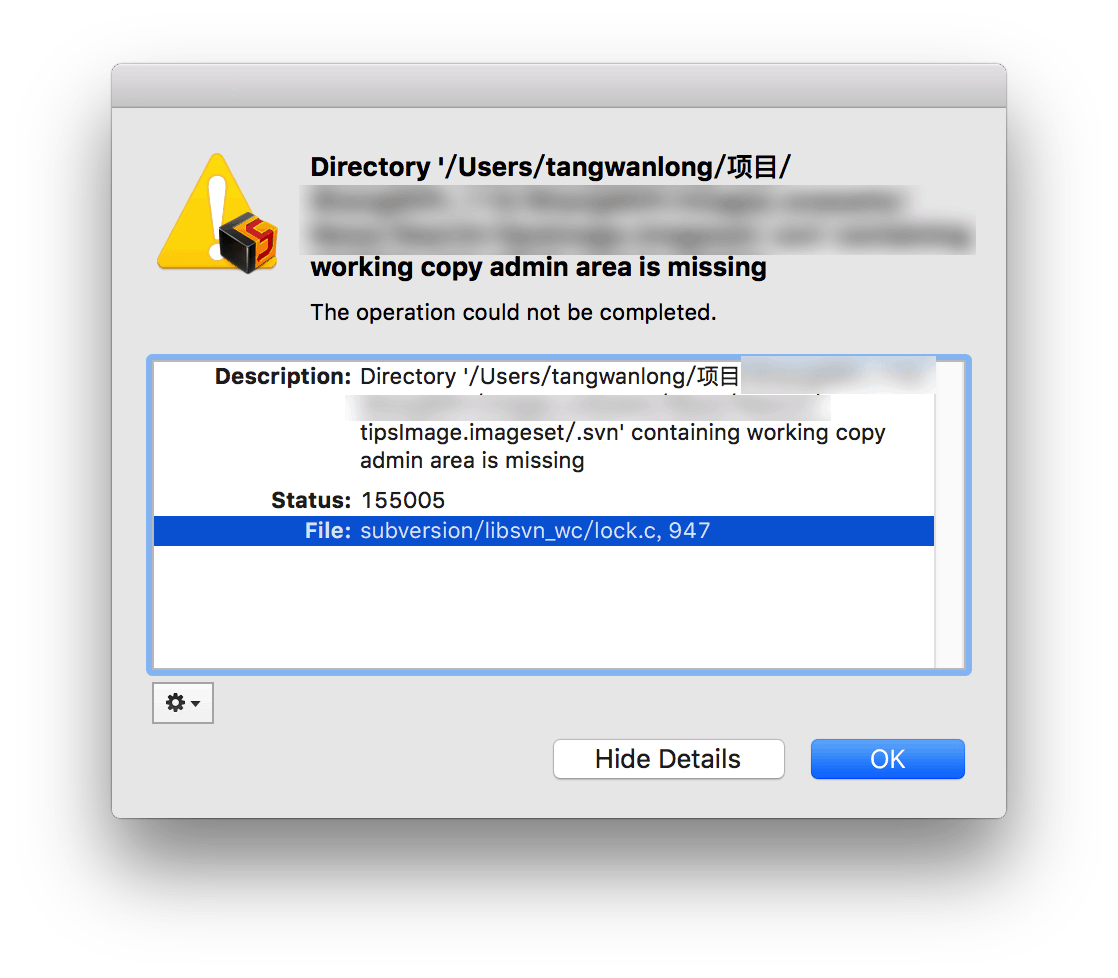 Directory '/Users/tangwanlong/项目/
working copy admin area is missing
The operation could not be completed.
Description: Directory '/Users/tangwanlong/项目
tipsImage.imageset/.svn' containing working copy
admin area is missing
Status: 155005
File: subversion/libsvn_wc/lock.c, 947
Hide Details
OK